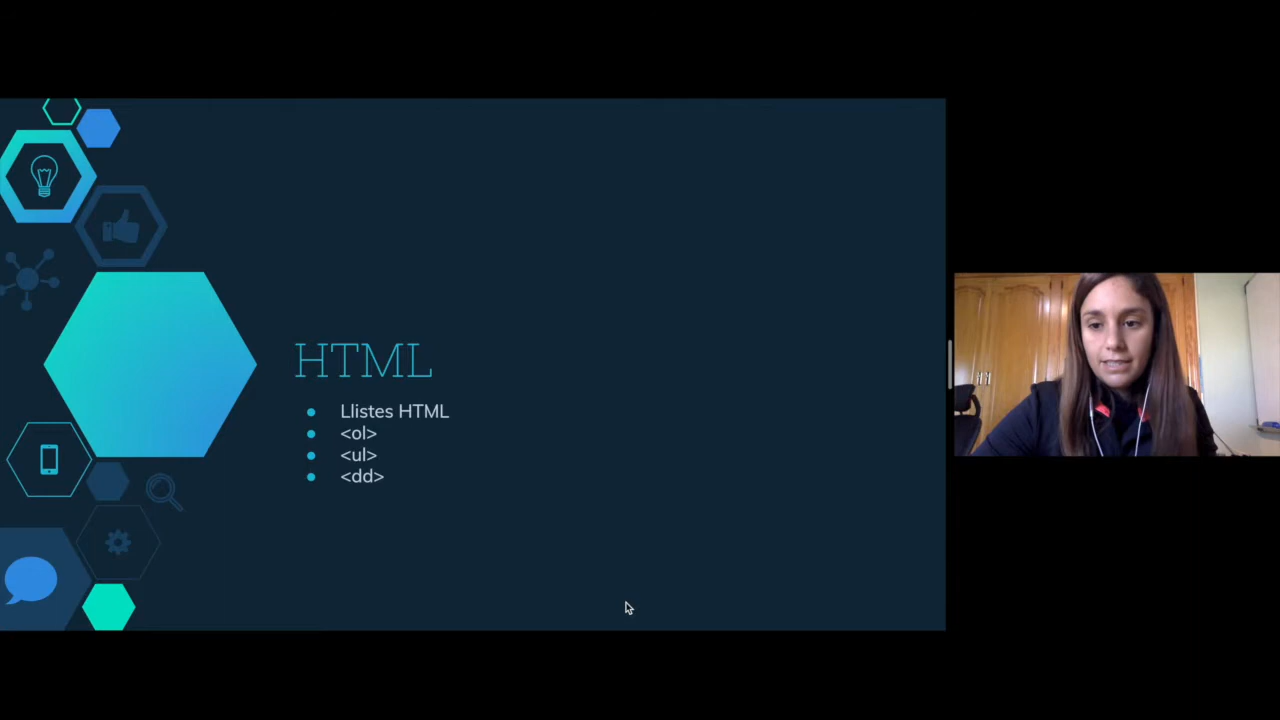 HTML
Llistes HTML
<ol>
<ul>
<dd>